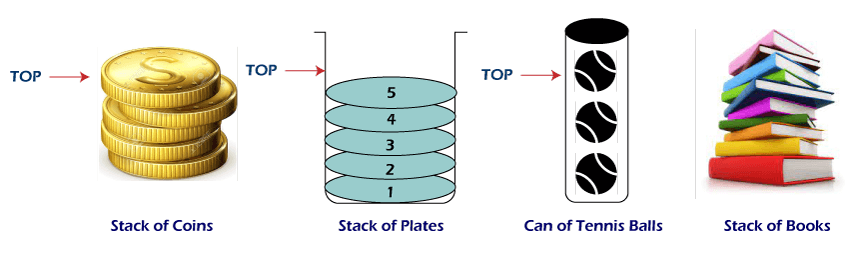 TOP
S
Stack of Coins
TOP
5
4
3
2
1
Stack of Plates
TOP
Can of Tennis Balls
Stack of Books